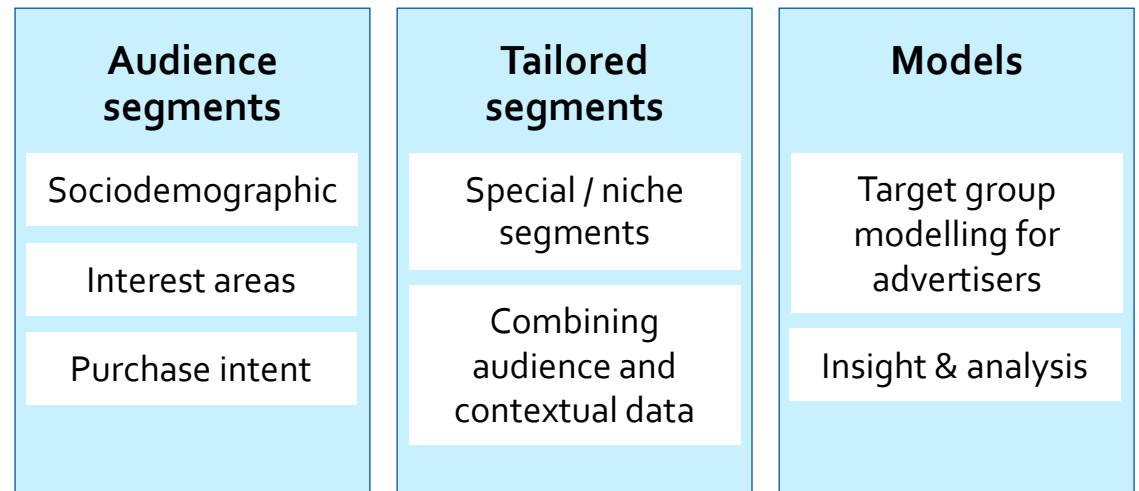 Audience
segments
Sociodemographic
Interest areas
Purchase intent
Tailored
segments
Special / niche
segments
Combining
audience and
contextual data
Models
Target group
modelling for
advertisers
Insight & analysis